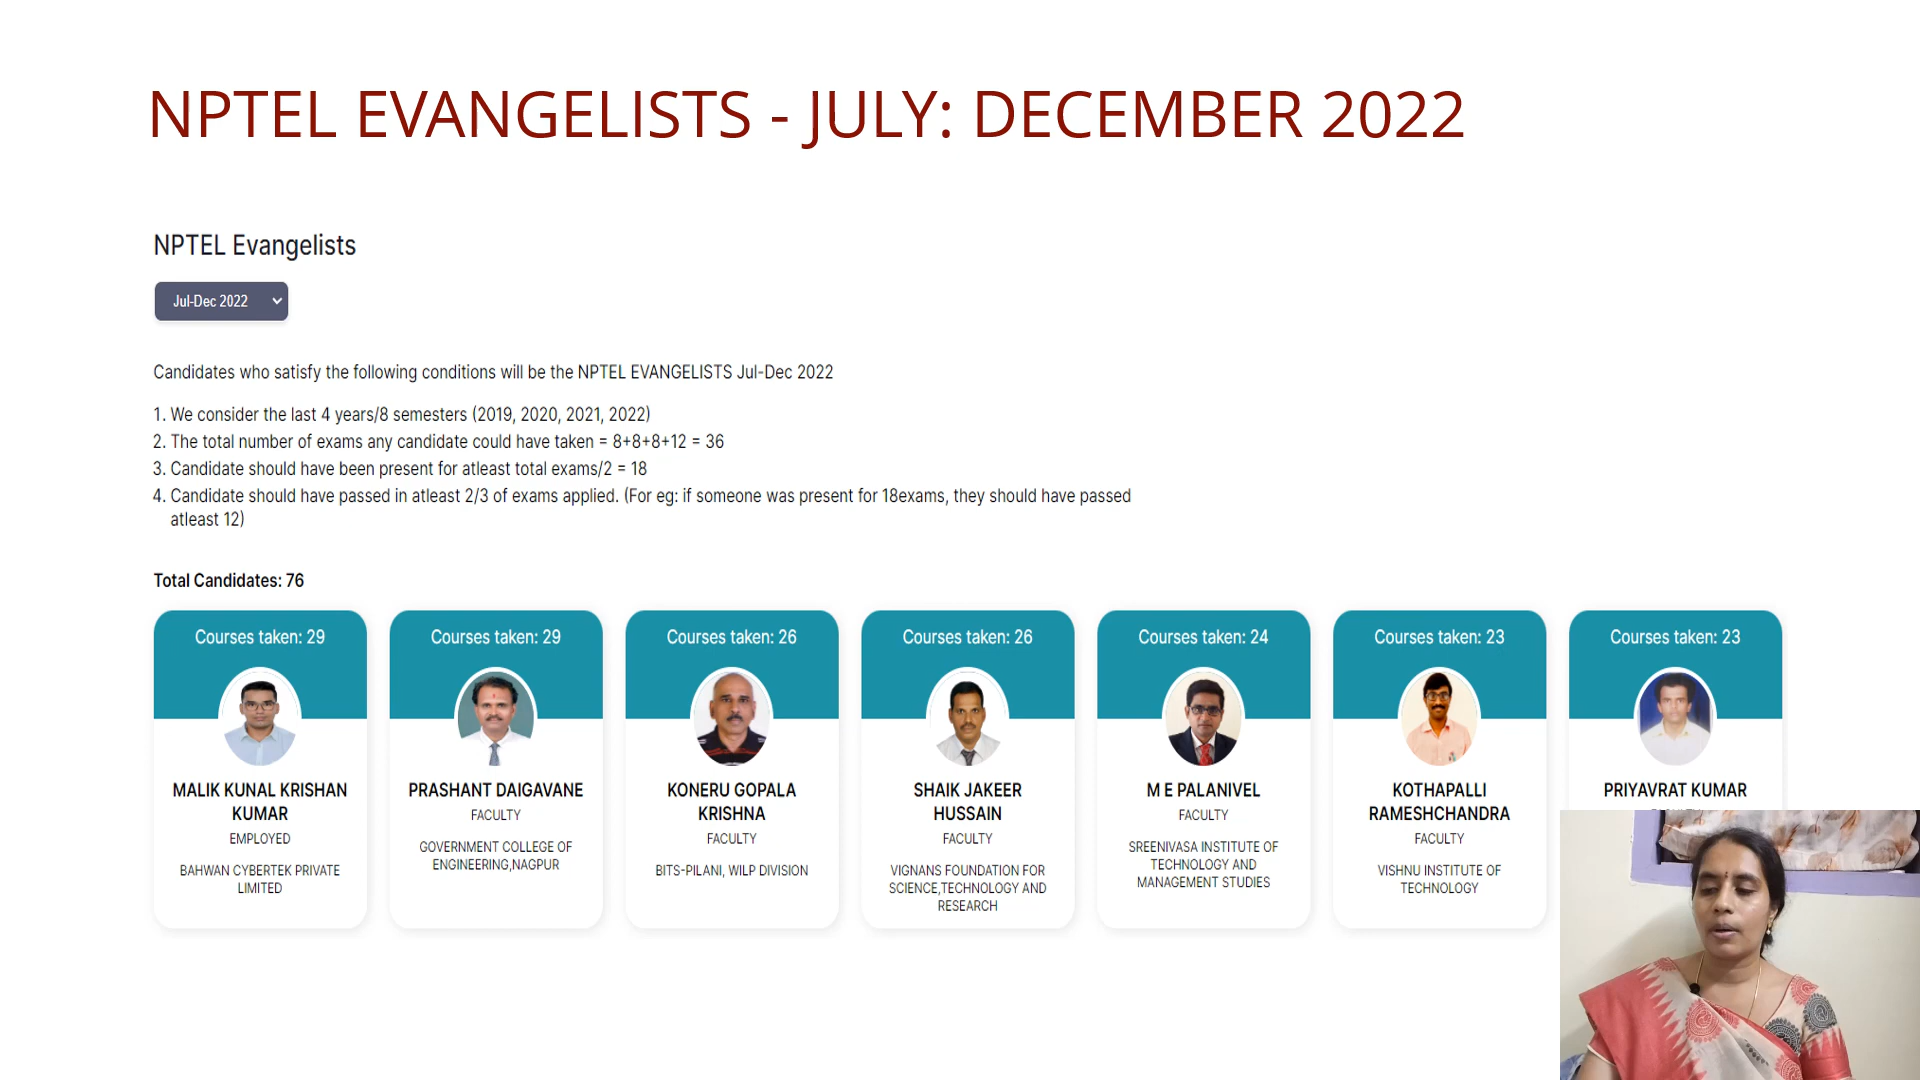 NPTEL EVANGELISTS - JULY: DECEMBER 2022
NPTEL Evangelists
Jul-Dec 2022
Candidates who satisfy the following conditions will be the NPTEL EVANGELISTS Jul-Dec 2022
1. We consider the last 4 years/8 semesters (2019, 2020, 2021, 2022)
2. The total number of exams any candidate could have taken = 8+8+8+12 = 36
3. Candidate should have been present for atleast total exams/2 = 18
4. Candidate should have passed in atleast 2/3 of exams applied. (For eg: if someone was present for 18exams, they should have passed
atleast 12)
Total Candidates: 76
Courses taken: 29
MALIK KUNAL KRISHAN
KUMAR
EMPLOYED
BAHWAN CYBERTEK PRIVATE
LIMITED
Courses taken: 29
PRASHANT DAIGAVANE
FACULTY
GOVERNMENT COLLEGE OF
ENGINEERING,NAGPUR
Courses taken: 26
KONERU GOPALA
KRISHNA
FACULTY
BITS-PILANI, WILP DIVISION
Courses taken: 26
SHAIK JAKEER
HUSSAIN
FACULTY
VIGNANS FOUNDATION FOR
SCIENCE,TECHNOLOGY AND
RESEARCH
Courses taken: 24
M E PALANIVEL
FACULTY
SREENIVASA INSTITUTE OF
TECHNOLOGY AND
MANAGEMENT STUDIES
Courses taken: 23
KOTHAPALLI
RAMESHCHANDRA
FACULTY
VISHNU INSTITUTE OF
TECHNOLOGY
Courses taken: 23
PRIYAVRAT KUMAR